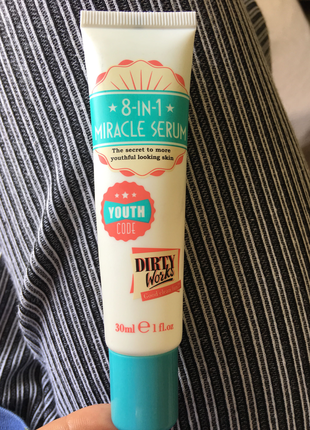 8-IN-1
MIRACLE SERUM
The secret to more
youthful looking skin
YOUTH
CODE
DIRTY
Works
30ml e 1 fl.oz